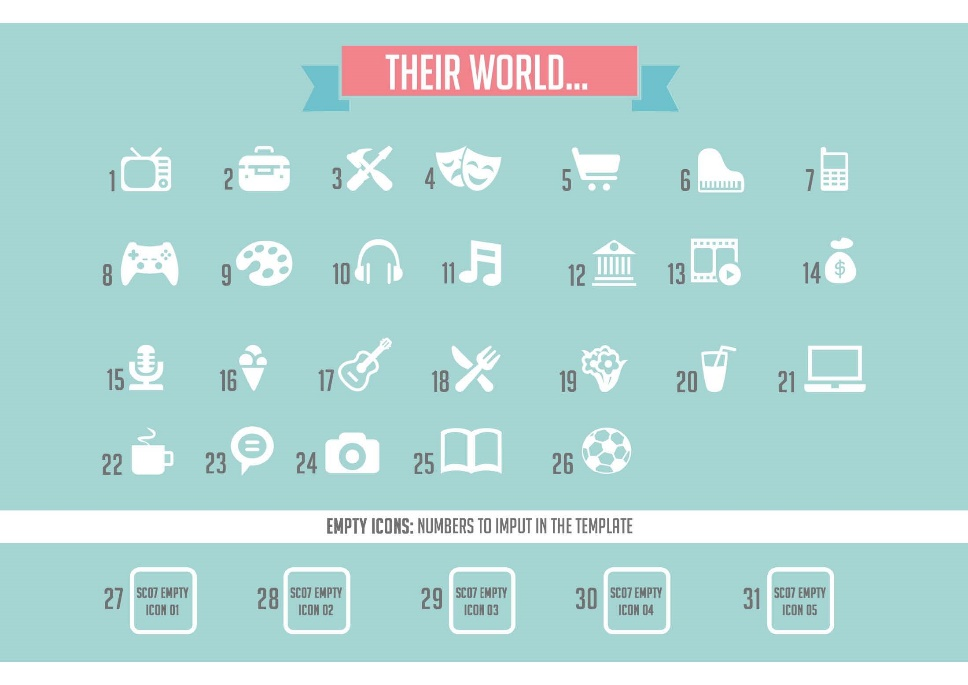 THEIR WORLD...
1 2 3 4 5 6 7
8 9 10 11 12 13 14
$
15 16 17 18 19 20 21
22 23 24 25 26
EMPTY ICONS: NUMBERS TO IMPUT IN THE TEMPLATE
27 SC07 EMPTY ICON 01
28 SC07 EMPTY ICON 02
29 SC07 EMPTY ICON 03
30 SC07 EMPTY ICON 04
31 SC07 EMPTY ICON 05